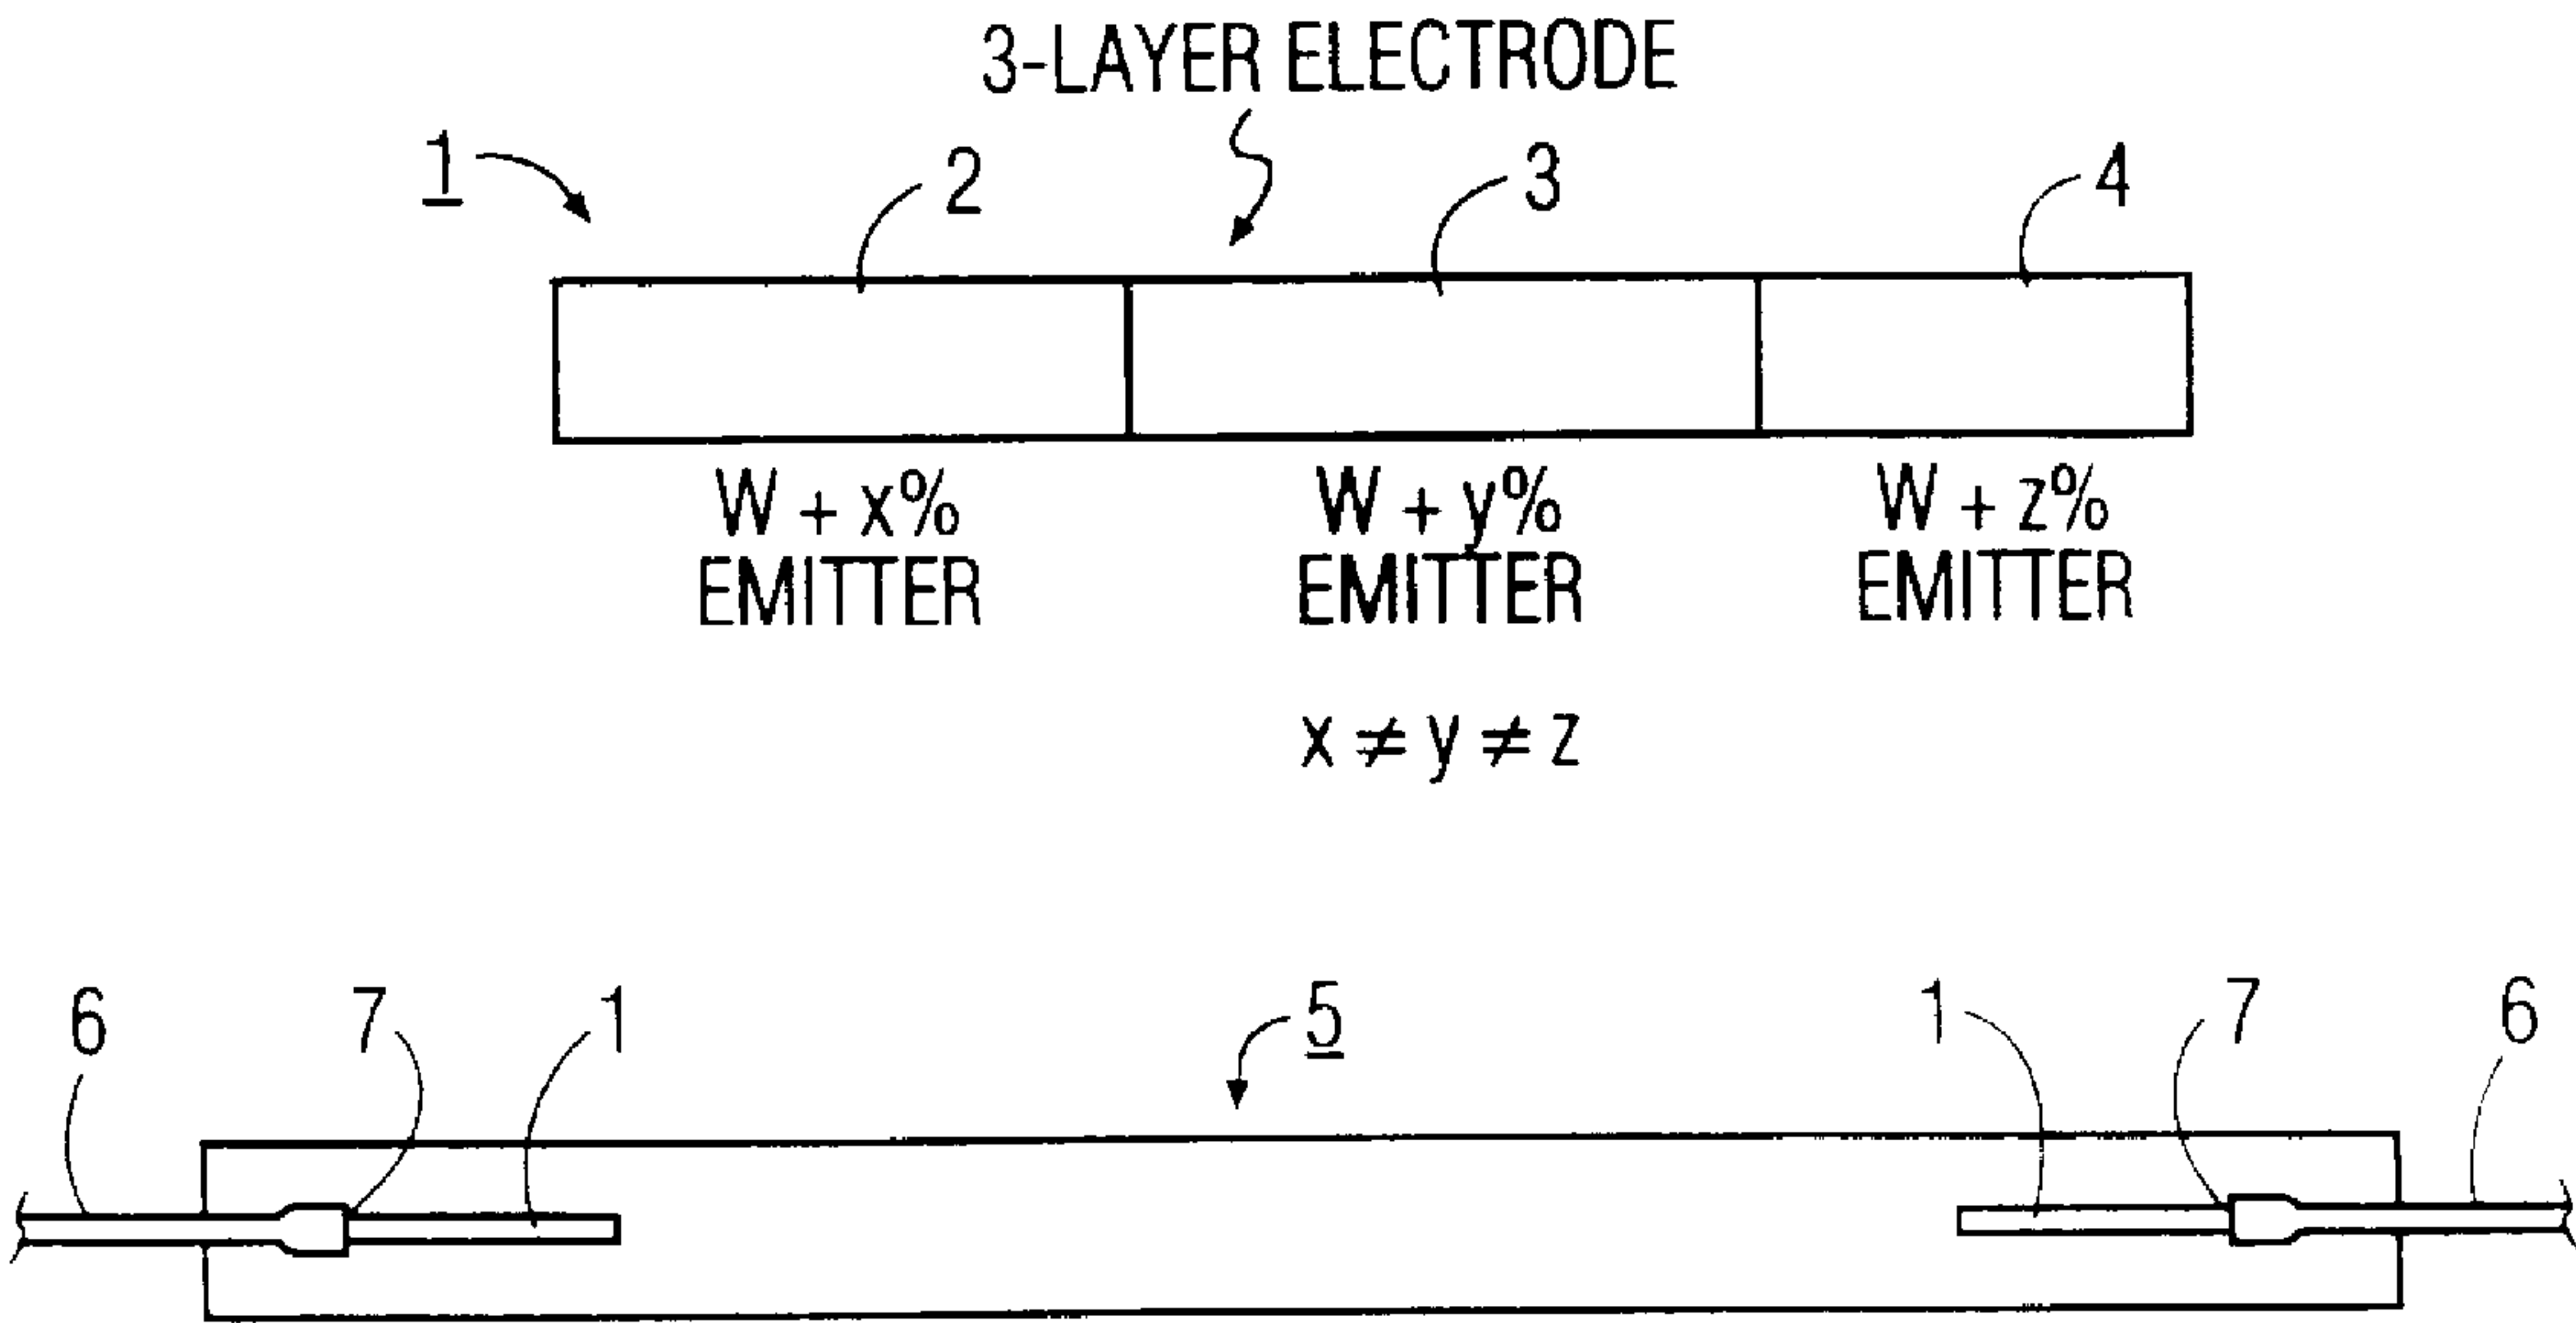 3-LAYER ELECTRODE
1
2
3
4
W + x%
EMITTER
W + y%
EMITTER
W + z%
EMITTER
x ≠ y ≠ z
6
7
1
5
1
7
6